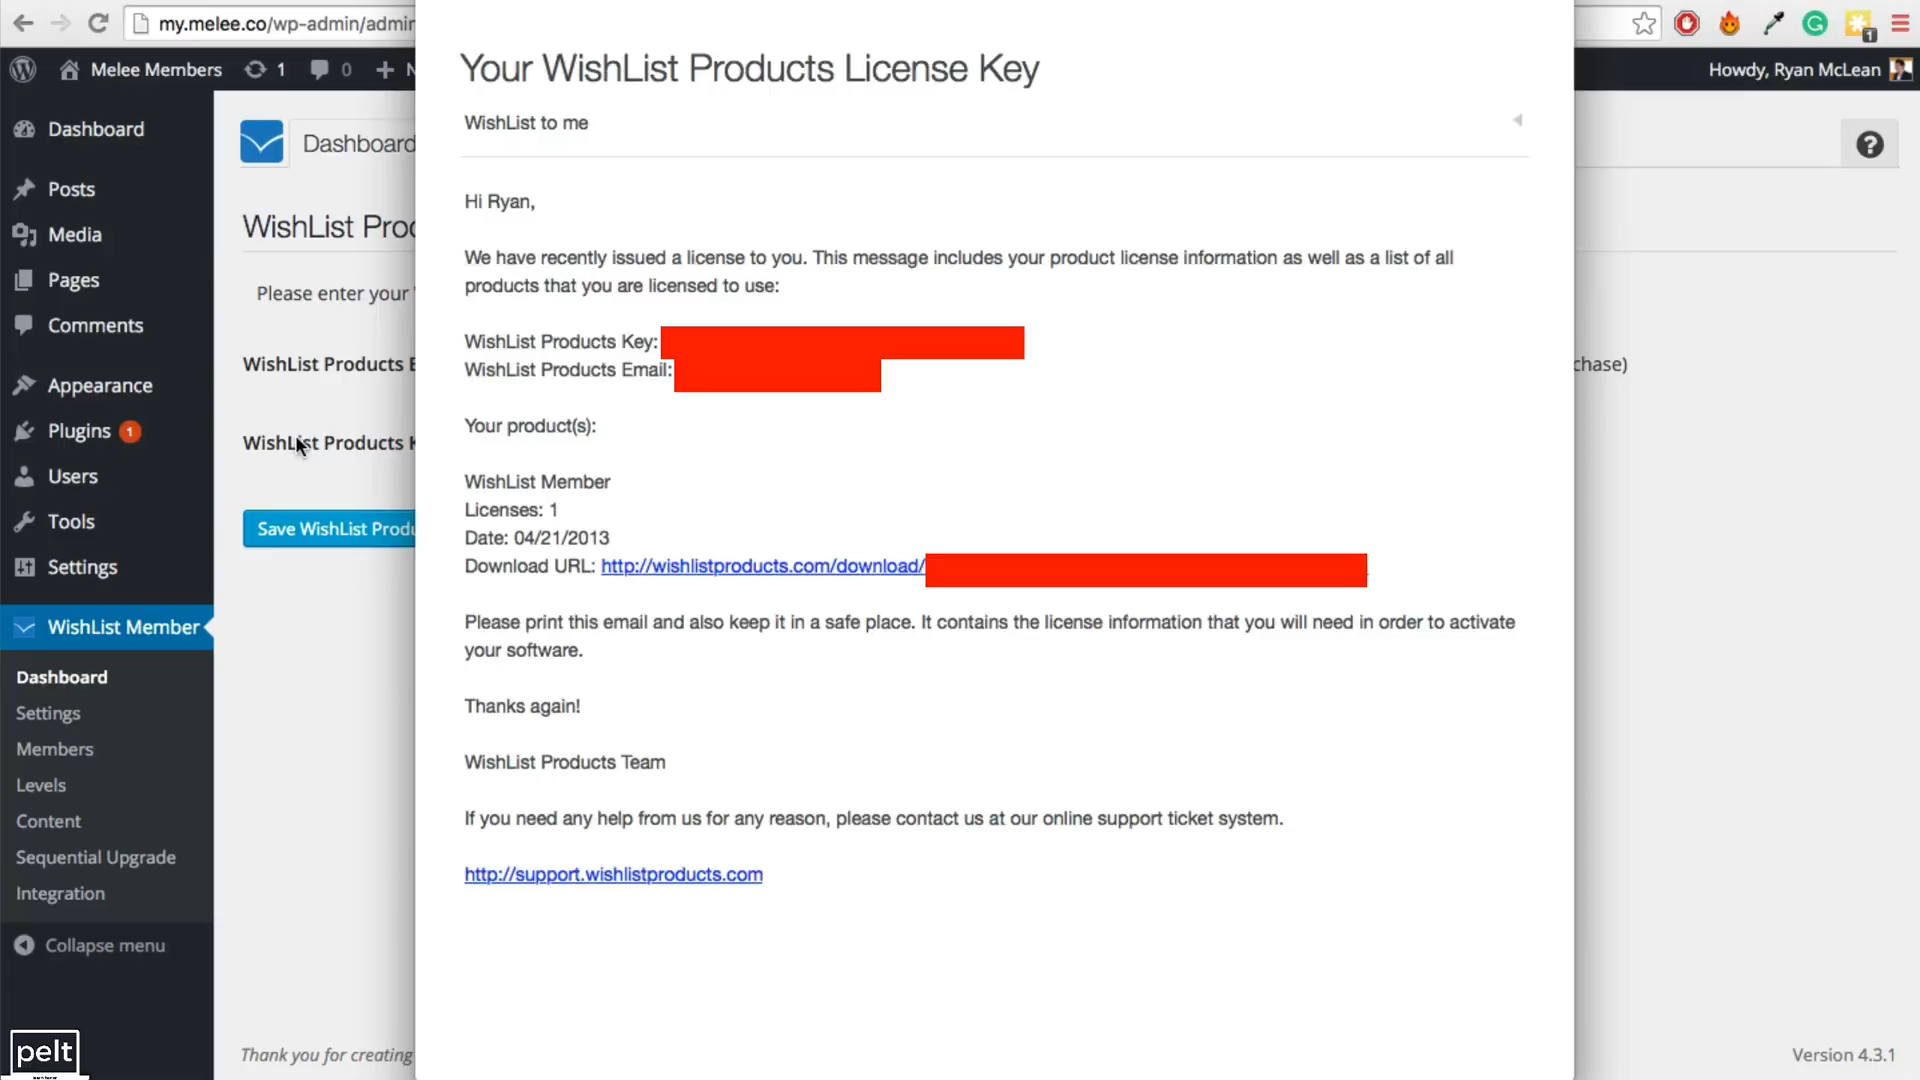 my.melee.co/wp-admin/admin
1
Melee Members
1
0
Howdy, Ryan McLean
Dashboard
Posts
Media
Pages
Comments
Appearance
Plugins 1
Users
Tools
Settings
WishList Member
Dashboard
Settings
Members
Levels
Content
Sequential Upgrade
Integration
Collapse menu
pelt
Dashboard
WishList Prod
Please enter your
WishList Products E
chase)
WishList Products K
Save WishList Produ
Thank you for creating
Version 4.3.1
Your WishList Products License Key
WishList to me
Hi Ryan,
We have recently issued a license to you. This message includes your product license information as well as a list of all
products that you are licensed to use:
WishList Products Key:
WishList Products Email:
Your product(s):
WishList Member
Licenses: 1
Date: 04/21/2013
Download URL: http://wishlistproducts.com/download/
Please print this email and also keep it in a safe place. It contains the license information that you will need in order to activate
your software.
Thanks again!
WishList Products Team
If you need any help from us for any reason, please contact us at our online support ticket system.
http://support.wishlistproducts.com